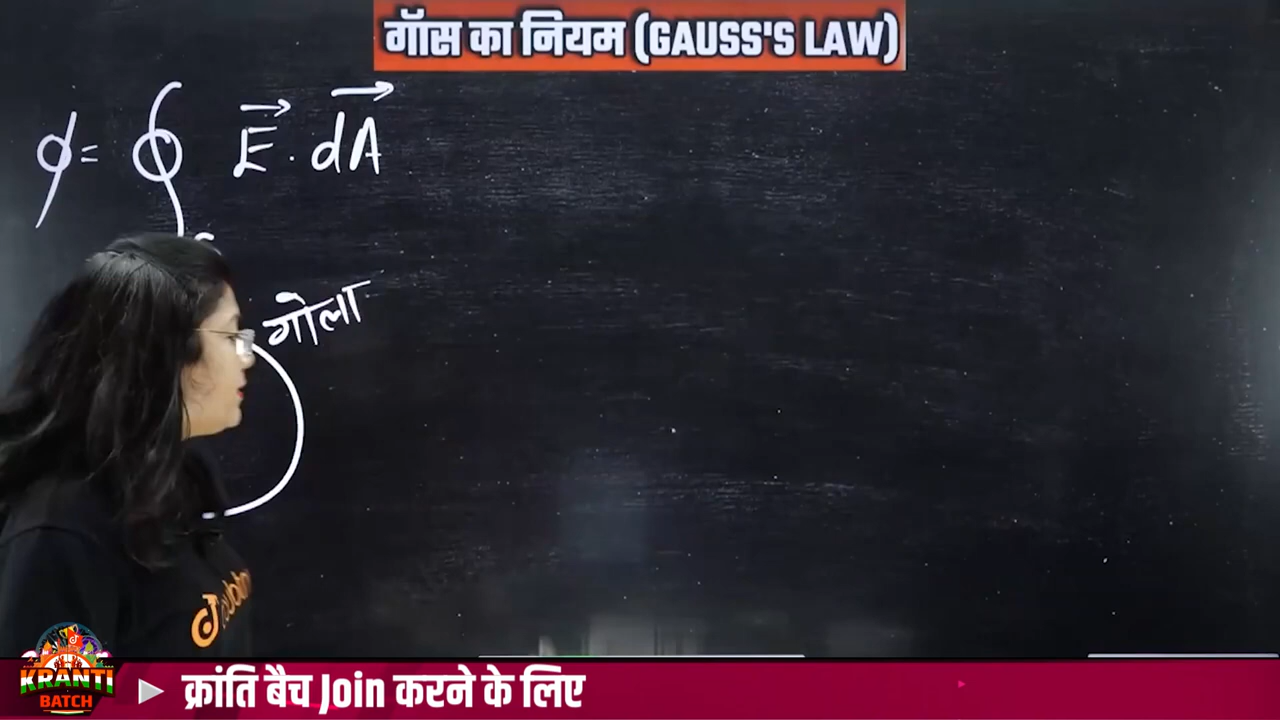 गॉस का नियम (GAUSS'S LAW)
ϕ = ∮ E⃗ . dA⃗
गोला
KRANTI
BATCH
क्रांति बैच Join करने के लिए